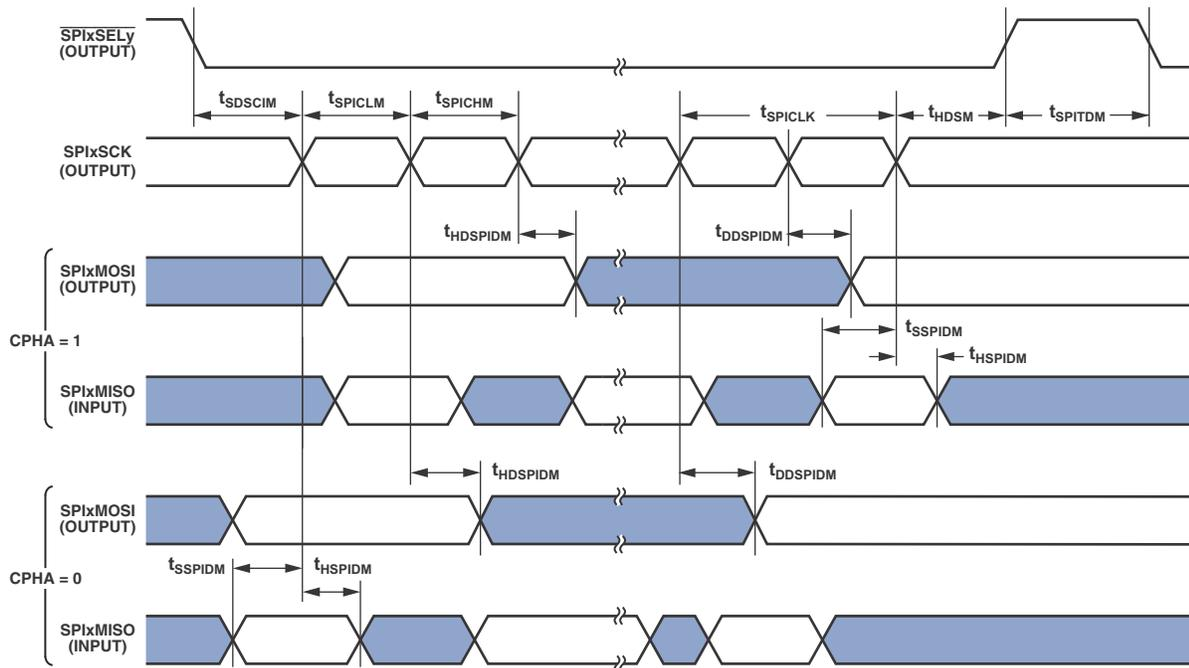 SPIxSELy
(OUTPUT)
tSDSCIM
tSPICLM
tSPICHM
tSPICLK
tHDSM
tSPITDM
SPIxSCK
(OUTPUT)
tHDSPIDM
tDDSPIDM
SPIxMOSI
(OUTPUT)
CPHA = 1
tSSPIDM
tHSPIDM
SPIxMISO
(INPUT)
tHDSPIDM
tDDSPIDM
SPIxMOSI
(OUTPUT)
CPHA = 0
tSSPIDM
tHSPIDM
SPIxMISO
(INPUT)